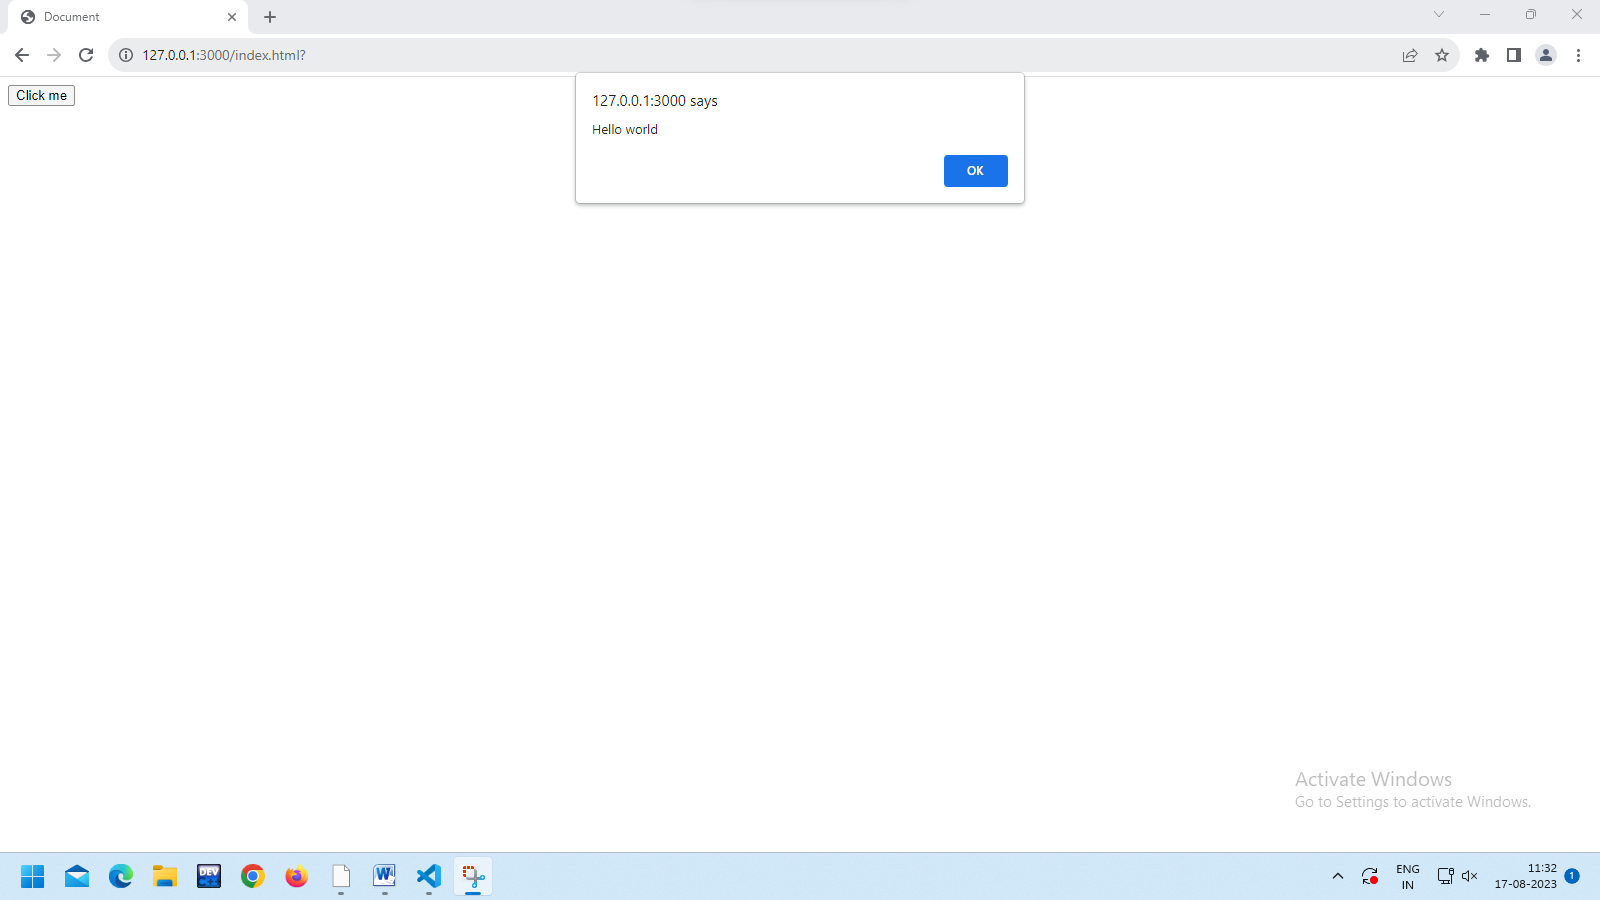 Document
127.0.0.1:3000/index.html?
Click me
127.0.0.1:3000 says
Hello world
OK
Activate Windows
Go to Settings to activate Windows.
DEV
W
ENG
IN
11:32
17-08-2023
1